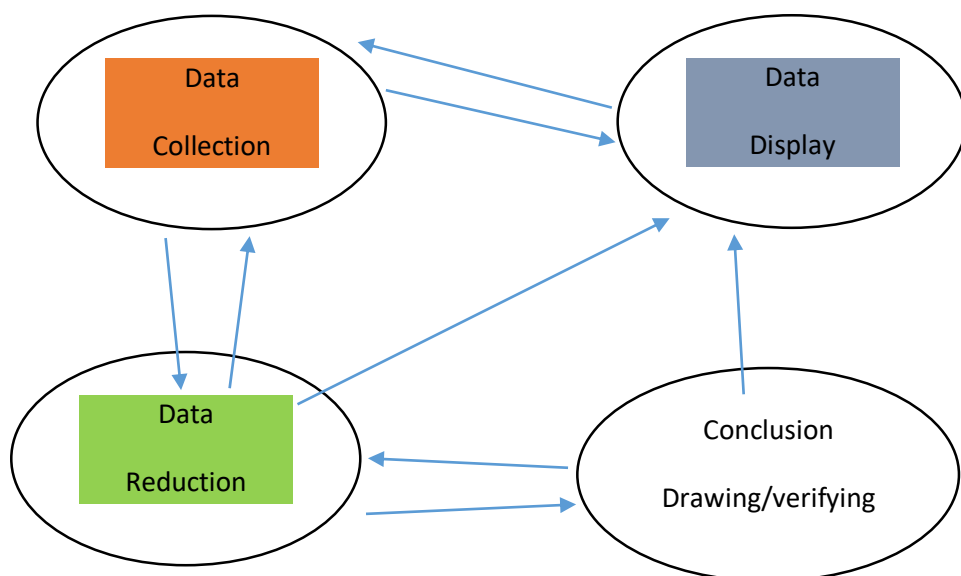 Data
Collection
Data
Display
Data
Reduction
Conclusion
Drawing/verifying